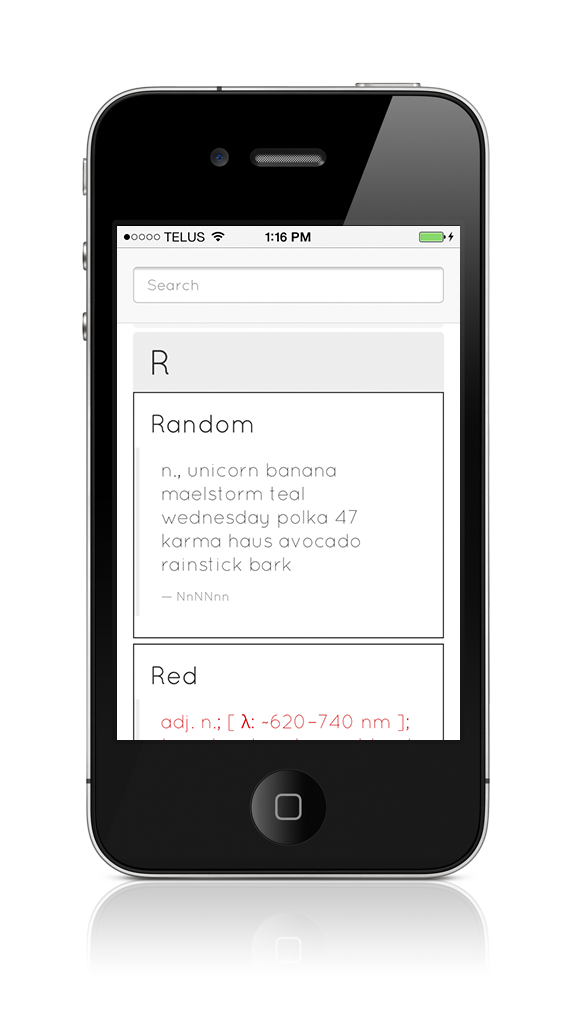 TELUS 1:16 PM
Search
R
Random
n., unicorn banana
maelstorm teal
wednesday polka 47
karma haus avocado
rainstick bark
— NnNNnn
Red
adj. n.; [ λ: ~620–740 nm ];